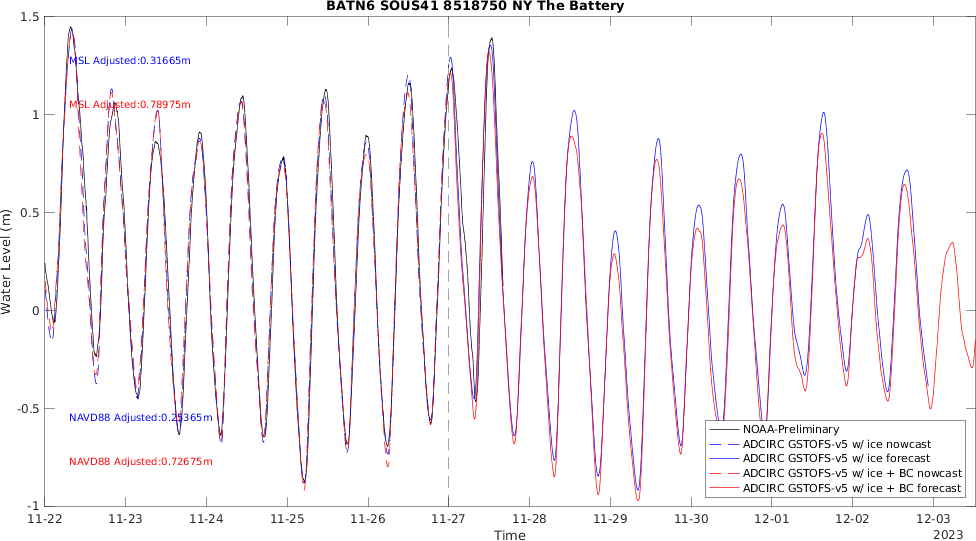 BATN6 SOUS41 8518750 NY The Battery
1.5
1
0.5
0
-0.5
-1
Water Level (m)
MSL Adjusted:0.31665m
MSL Adjusted:0.78975m
NAVD88 Adjusted:0.25365m
NAVD88 Adjusted:0.72675m
NOAA-Preliminary
ADCIRC GSTOFS-v5 w/ ice nowcast
ADCIRC GSTOFS-v5 w/ ice forecast
ADCIRC GSTOFS-v5 w/ ice + BC nowcast
ADCIRC GSTOFS-v5 w/ ice + BC forecast
11-22 11-23 11-24 11-25 11-26 11-27 11-28 11-29 11-30 12-01 12-02 12-03
Time
2023